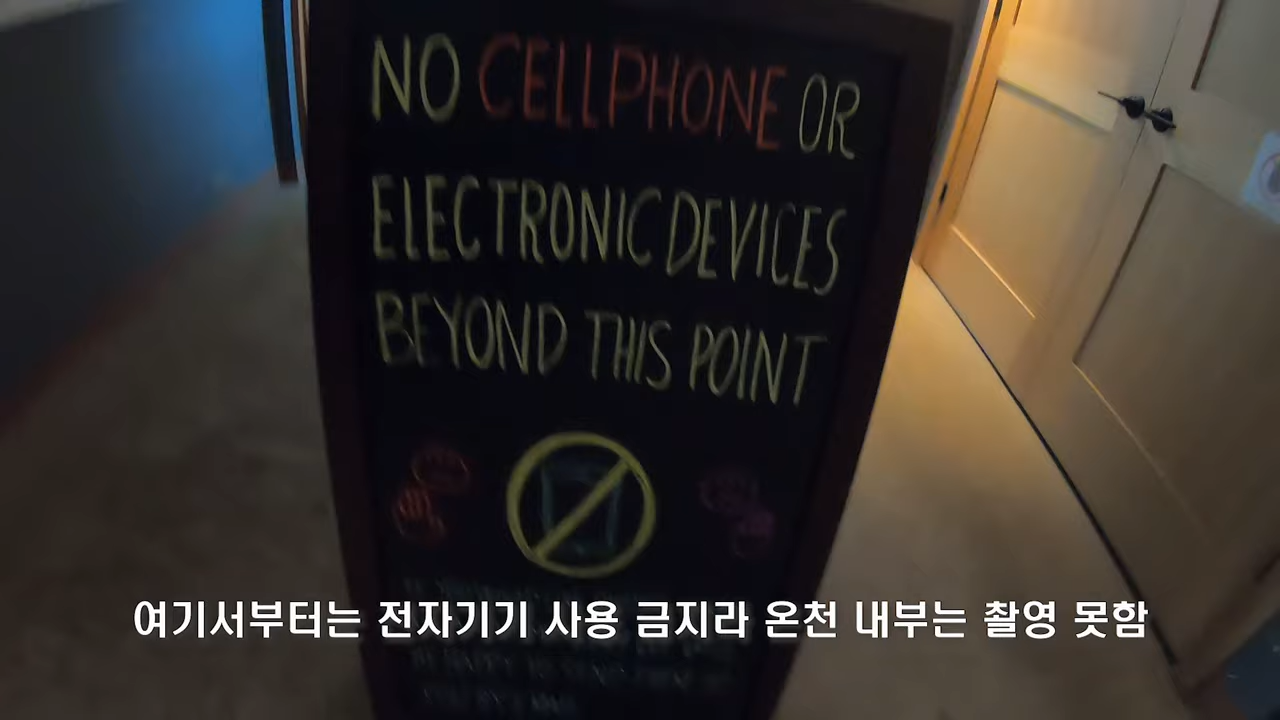 NO CELLPHONE OR
ELECTRONIC DEVICES
BEYOND THIS POINT
여기서부터는 전자기기 사용 금지라 온천 내부는 촬영 못함